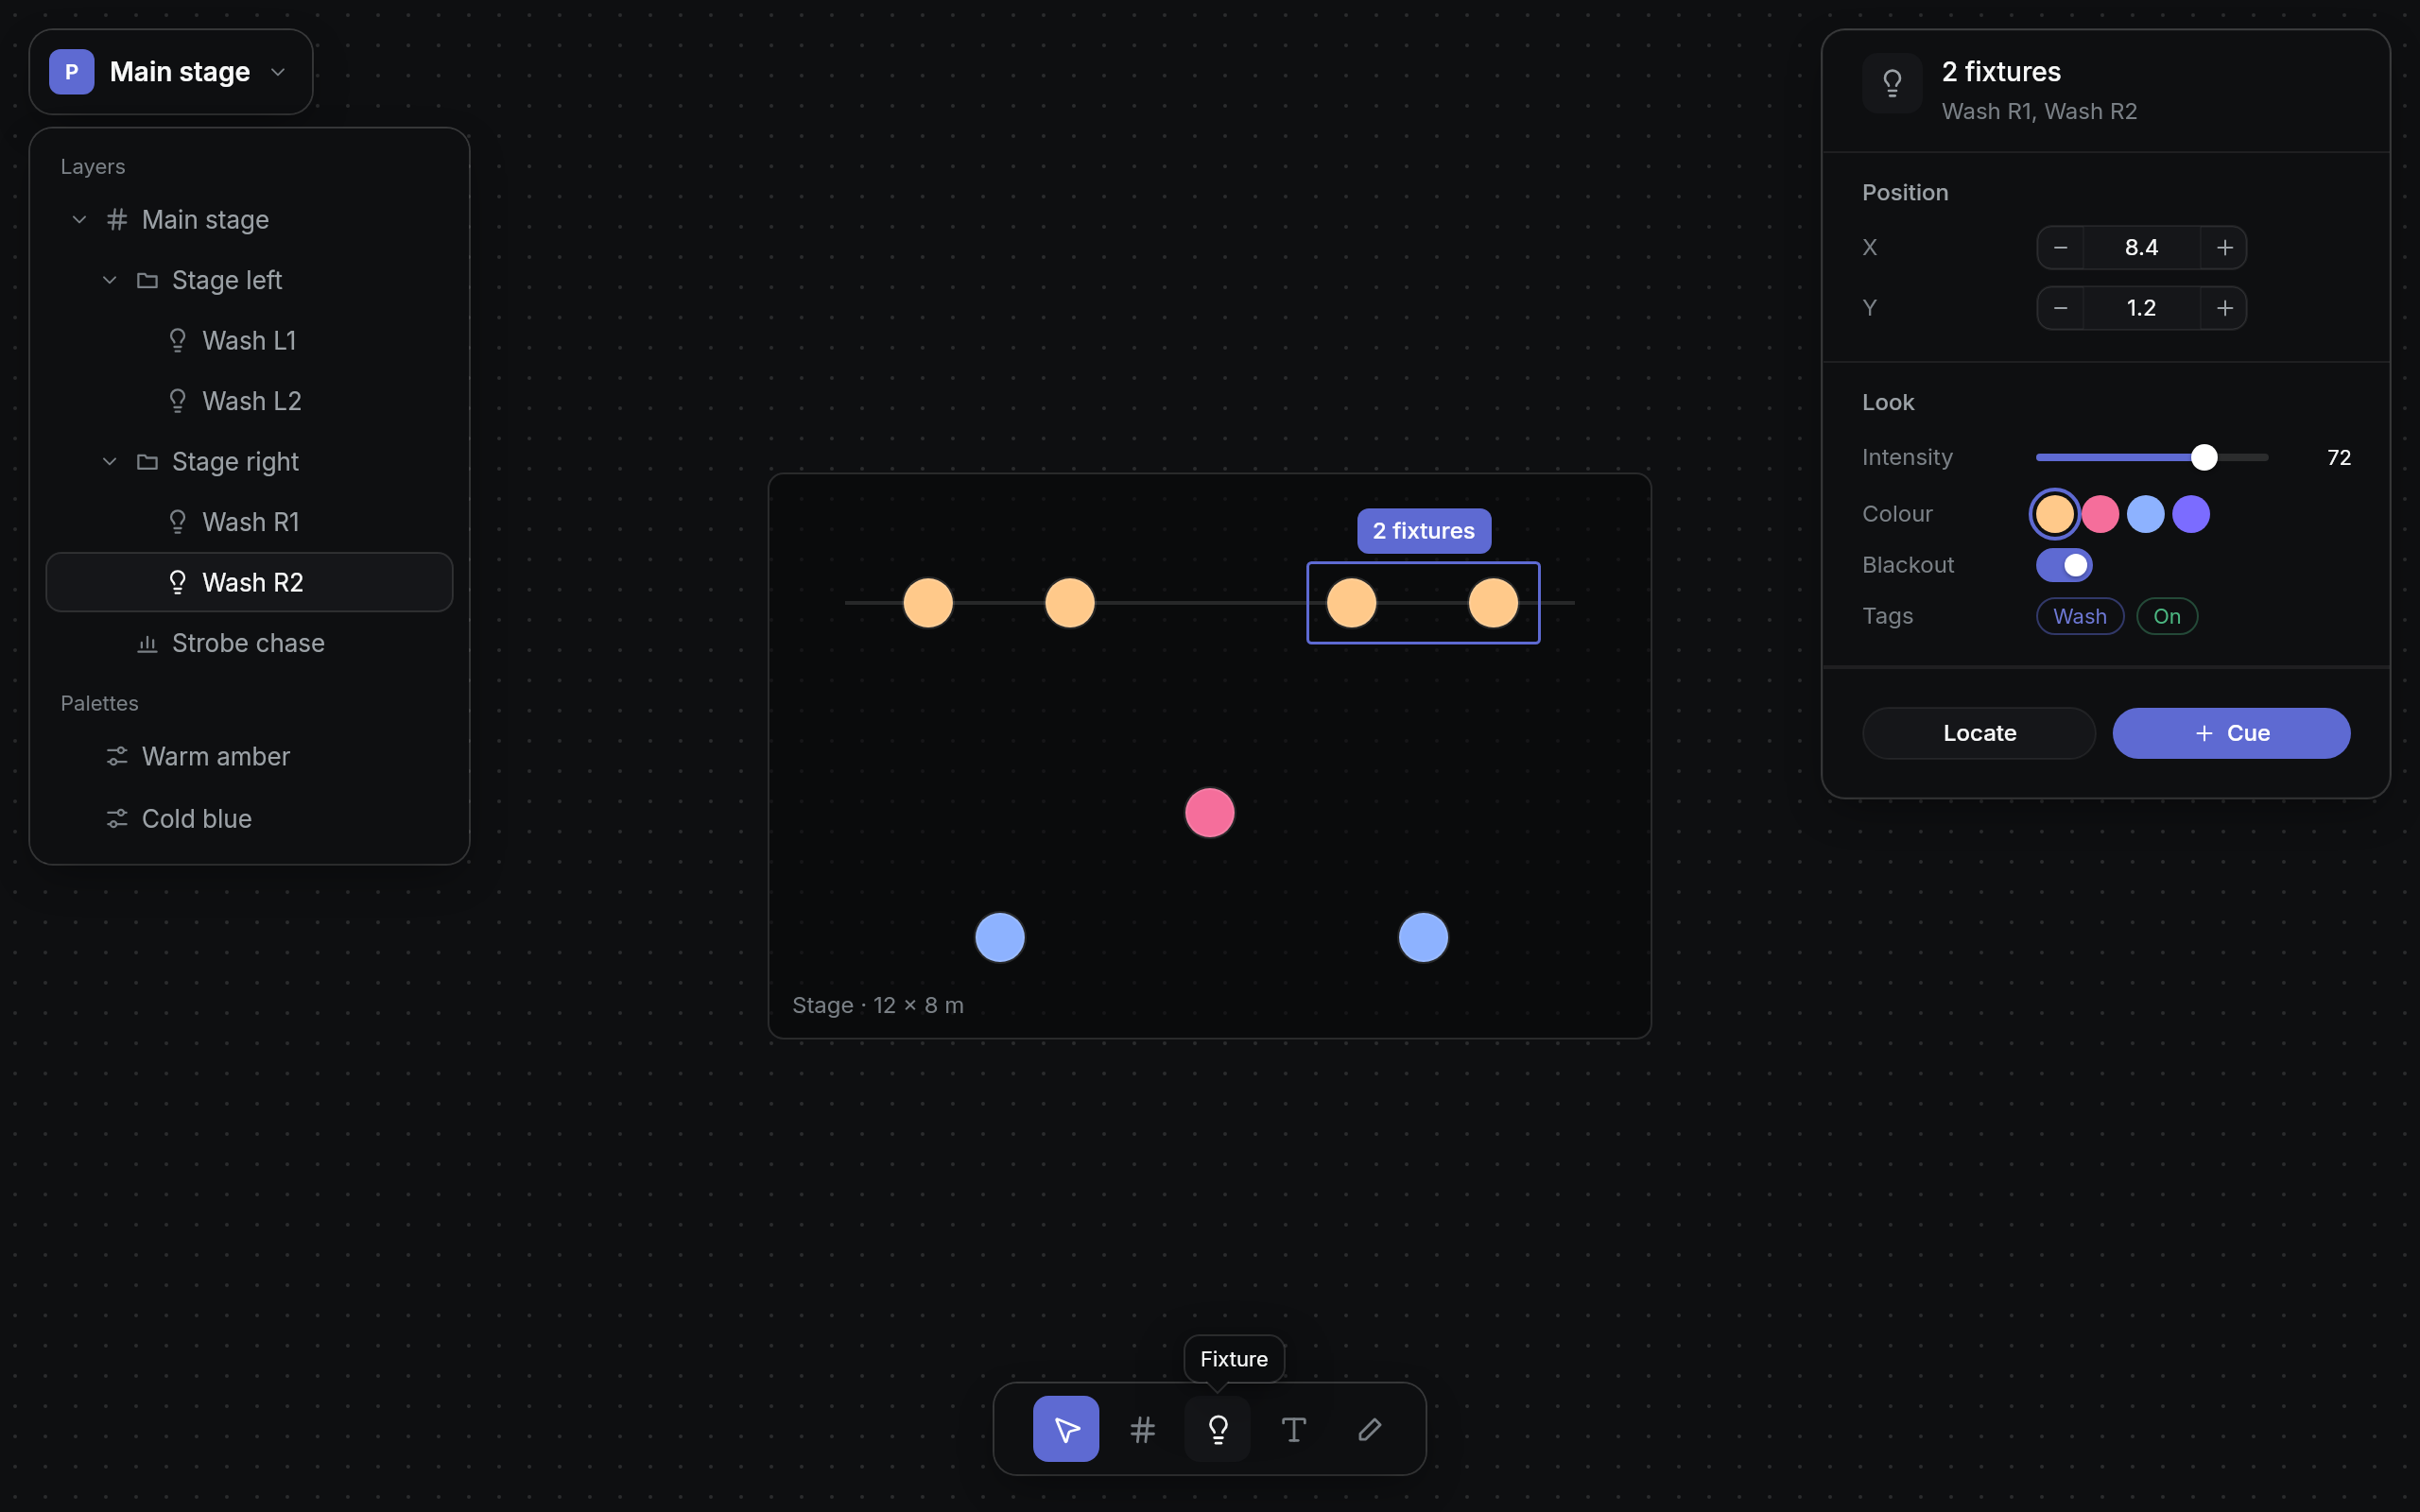 P Main stage
Layers
Main stage
Stage left
Wash L1
Wash L2
Stage right
Wash R1
Wash R2
Strobe chase
Palettes
Warm amber
Cold blue
2 fixtures
Stage · 12 × 8 m
Fixture
2 fixtures
Wash R1, Wash R2
Position
X 8.4
Y 1.2
Look
Intensity 72
Colour
Blackout
Tags Wash On
Locate + Cue